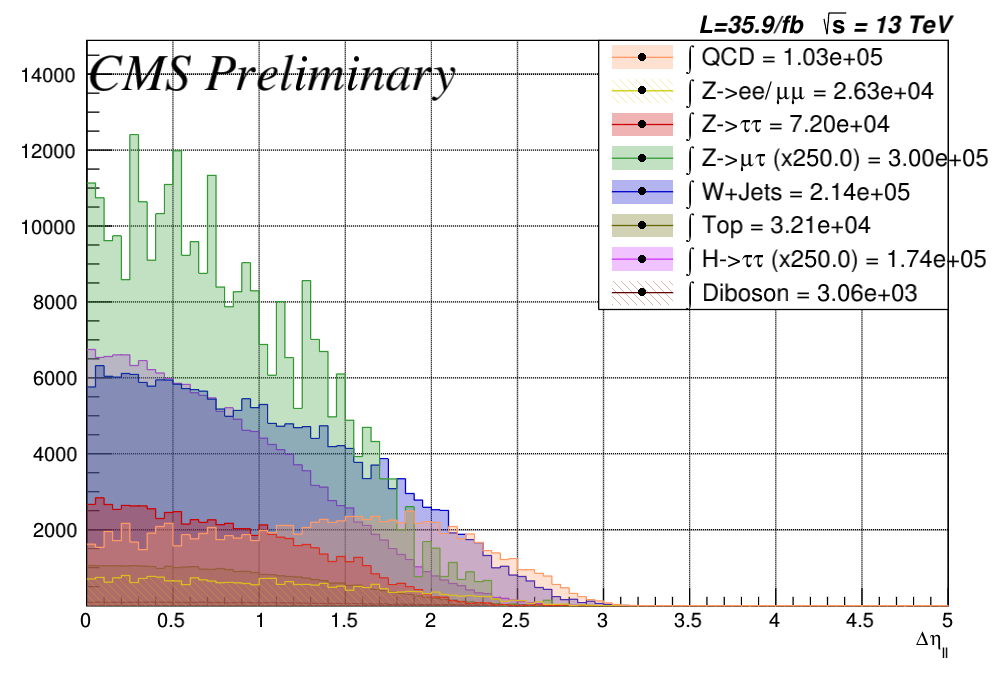 L=35.9/fb √s = 13 TeV
CMS Preliminary
∫ QCD = 1.03e+05
∫ Z->ee/μμ = 2.63e+04
∫ Z->ττ = 7.20e+04
∫ Z->μτ (x250.0) = 3.00e+05
∫ W+Jets = 2.14e+05
∫ Top = 3.21e+04
∫ H->ττ (x250.0) = 1.74e+05
∫ Diboson = 3.06e+03
14000
12000
10000
8000
6000
4000
2000
0 0.5 1 1.5 2 2.5 3 3.5 4 4.5 5
Δη_ll